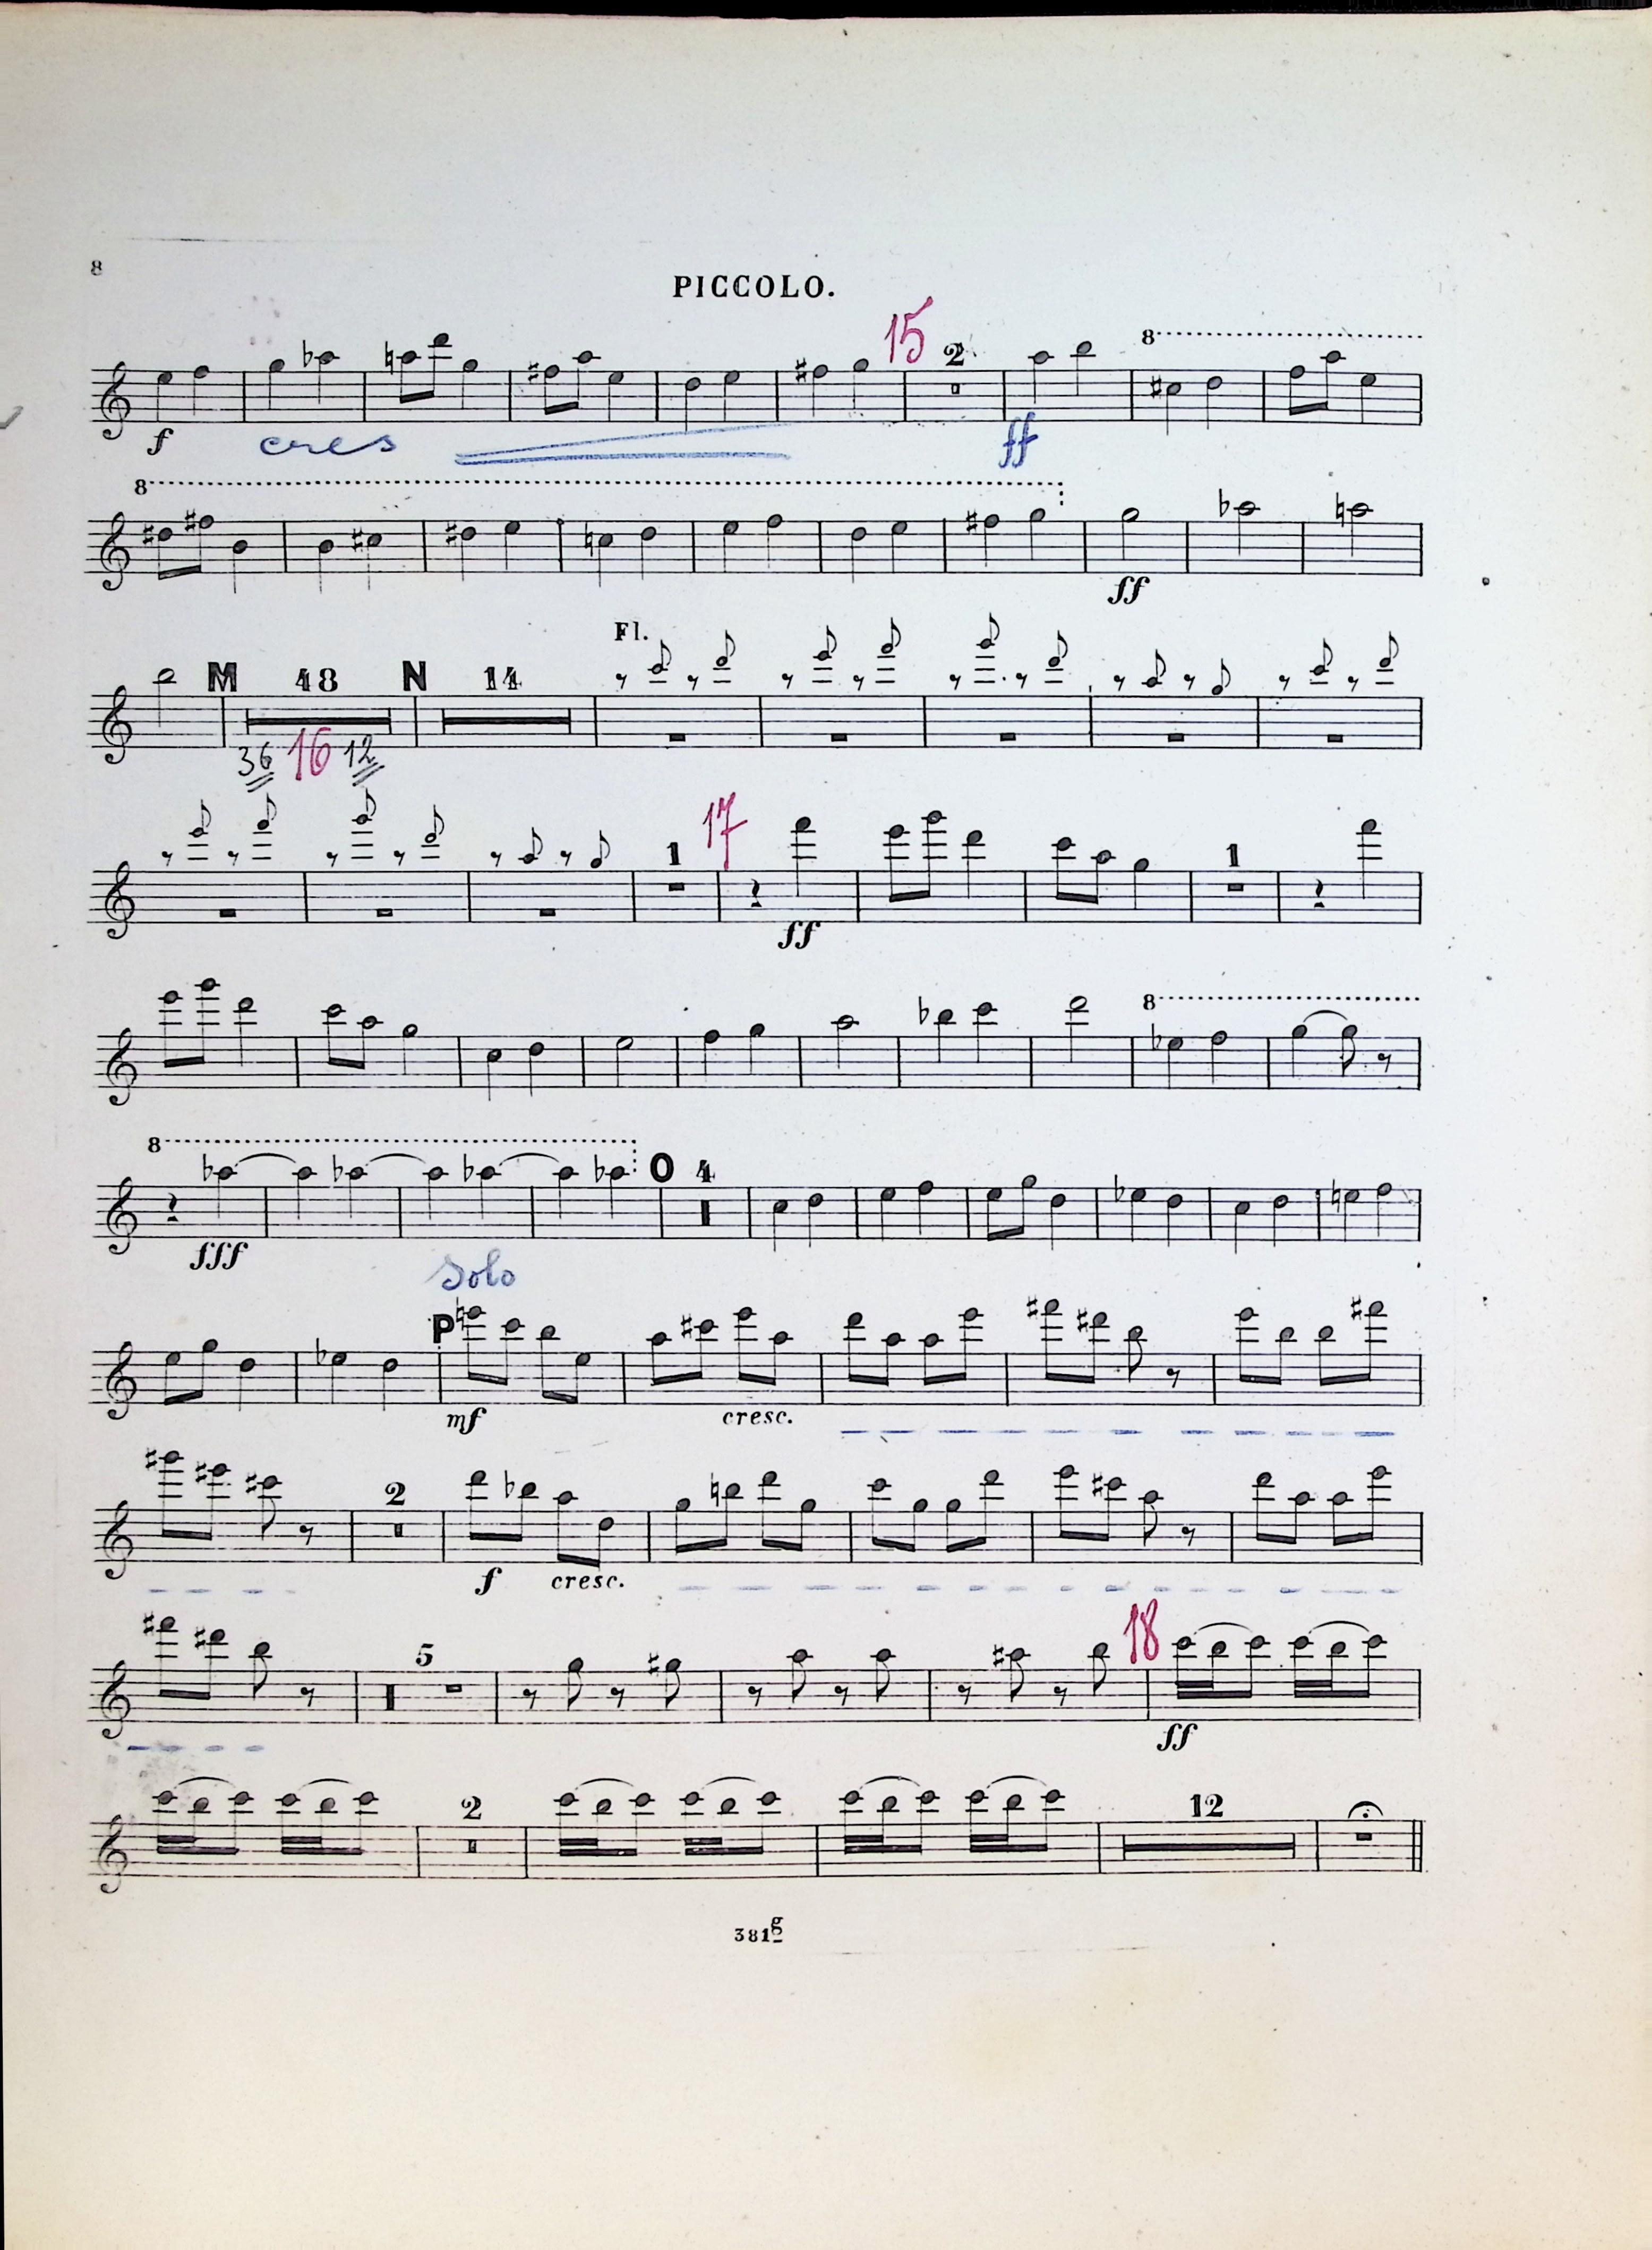 8
PICCOLO.
15 2 8
f cres ff
8
ff
Fl.
M 48 N 14
36 16 12
17
1 1
ff
8
8
O 4
fff
Solo
P
mf cresc.
2
f cresc.
18
5
ff
2 12
381g